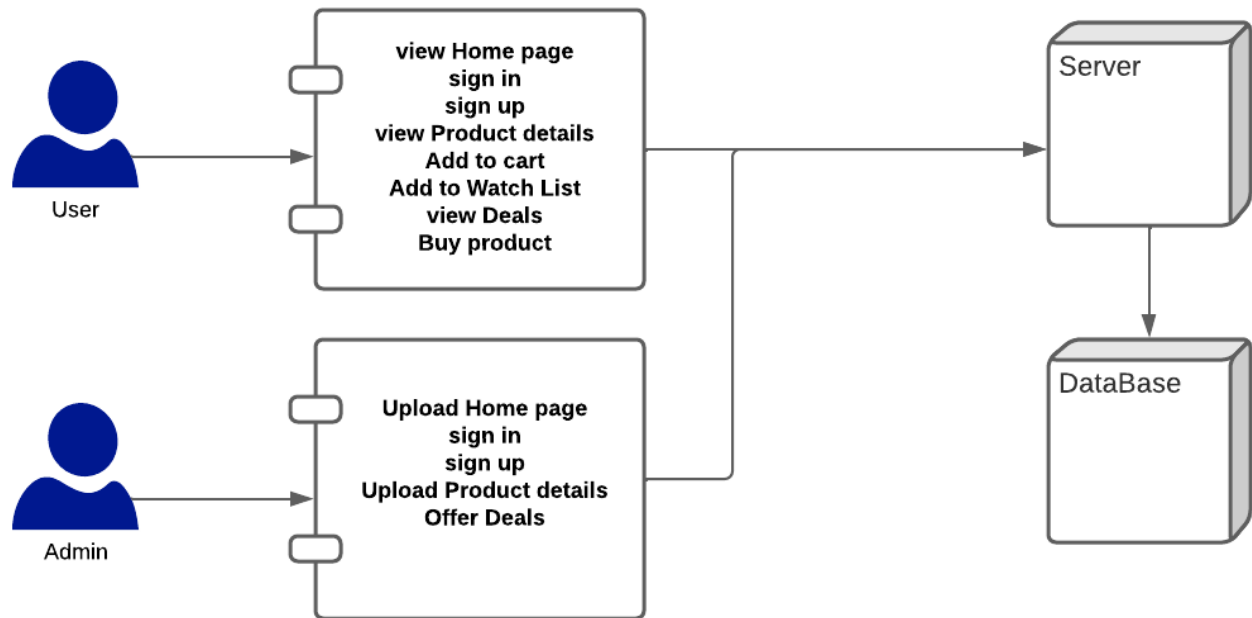 view Home page
sign in
sign up
view Product details
Add to cart
Add to Watch List
view Deals
Buy product
User
Server
DataBase
Upload Home page
sign in
sign up
Upload Product details
Offer Deals
Admin